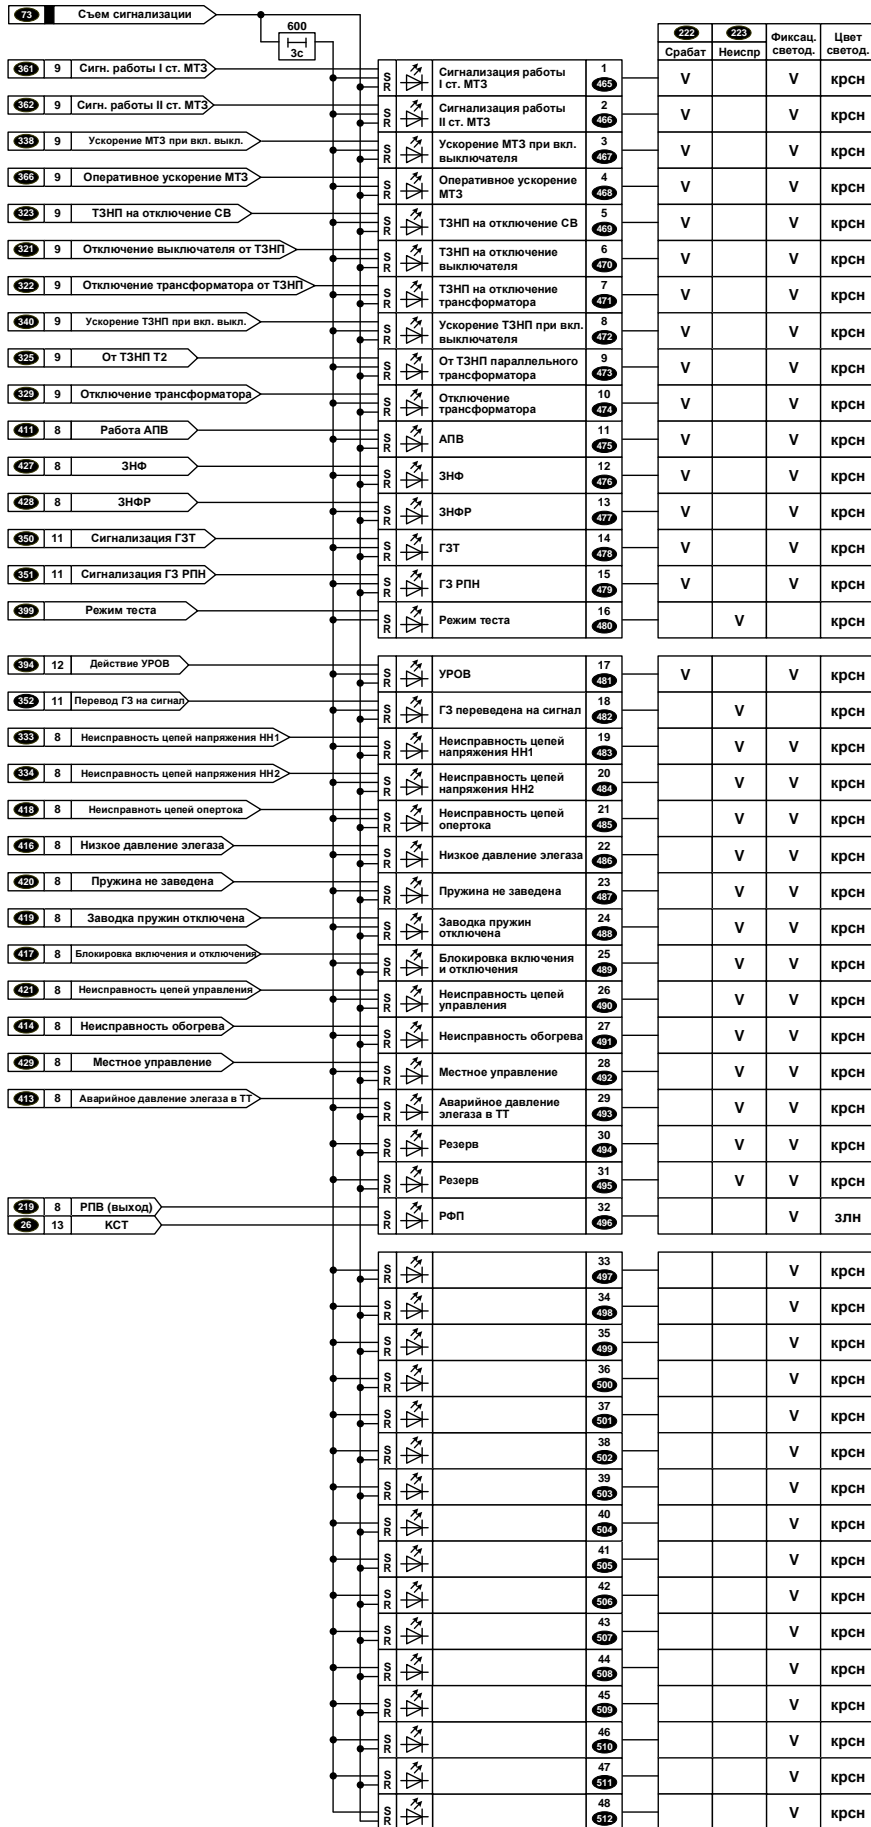 73 Съем сигнализации
600
3с
222 223 Фиксац. светод. Цвет светод.
Срабат Неиспр
361 9 Сигн. работы I ст. МТЗ S R Сигнализация работы I ст. МТЗ 1 465 V V крсн
362 9 Сигн. работы II ст. МТЗ S R Сигнализация работы II ст. МТЗ 2 466 V V крсн
338 9 Ускорение МТЗ при вкл. выкл. S R Ускорение МТЗ при вкл. выключателя 3 467 V V крсн
366 9 Оперативное ускорение МТЗ S R Оперативное ускорение МТЗ 4 468 V V крсн
323 9 ТЗНП на отключение СВ S R ТЗНП на отключение СВ 5 469 V V крсн
321 9 Отключение выключателя от ТЗНП S R ТЗНП на отключение выключателя 6 470 V V крсн
322 9 Отключение трансформатора от ТЗНП S R ТЗНП на отключение трансформатора 7 471 V V крсн
340 9 Ускорение ТЗНП при вкл. выкл. S R Ускорение ТЗНП при вкл. выключателя 8 472 V V крсн
325 9 От ТЗНП Т2 S R От ТЗНП параллельного трансформатора 9 473 V V крсн
329 9 Отключение трансформатора S R Отключение трансформатора 10 474 V V крсн
411 8 Работа АПВ S R АПВ 11 475 V V крсн
427 8 ЗНФ S R ЗНФ 12 476 V V крсн
428 8 ЗНФР S R ЗНФР 13 477 V V крсн
350 11 Сигнализация ГЗТ S R ГЗТ 14 478 V V крсн
351 11 Сигнализация ГЗ РПН S R ГЗ РПН 15 479 V V крсн
399 Режим теста S R Режим теста 16 480 V крсн
394 12 Действие УРОВ S R УРОВ 17 481 V V крсн
352 11 Перевод ГЗ на сигнал S R ГЗ переведена на сигнал 18 482 V крсн
333 8 Неисправность цепей напряжения НН1 S R Неисправность цепей напряжения НН1 19 483 V V крсн
334 8 Неисправность цепей напряжения НН2 S R Неисправность цепей напряжения НН2 20 484 V V крсн
418 8 Неисправноть цепей опертока S R Неисправность цепей опертока 21 485 V V крсн
416 8 Низкое давление элегаза S R Низкое давление элегаза 22 486 V V крсн
420 8 Пружина не заведена S R Пружина не заведена 23 487 V V крсн
419 8 Заводка пружин отключена S R Заводка пружин отключена 24 488 V V крсн
417 8 Блокировка включения и отключения S R Блокировка включения и отключения 25 489 V V крсн
421 8 Неисправность цепей управления S R Неисправность цепей управления 26 490 V V крсн
414 8 Неисправность обогрева S R Неисправность обогрева 27 491 V V крсн
429 8 Местное управление S R Местное управление 28 492 V V крсн
413 8 Аварийное давление элегаза в ТТ S R Аварийное давление элегаза в ТТ 29 493 V V крсн
S R Резерв 30 494 V V крсн
S R Резерв 31 495 V V крсн
219 8 РПВ (выход) S R РФП 32 496 V злн
26 13 КСТ
S R 33 497 V крсн
S R 34 498 V крсн
S R 35 499 V крсн
S R 36 500 V крсн
S R 37 501 V крсн
S R 38 502 V крсн
S R 39 503 V крсн
S R 40 504 V крсн
S R 41 505 V крсн
S R 42 506 V крсн
S R 43 507 V крсн
S R 44 508 V крсн
S R 45 509 V крсн
S R 46 510 V крсн
S R 47 511 V крсн
S R 48 512 V крсн